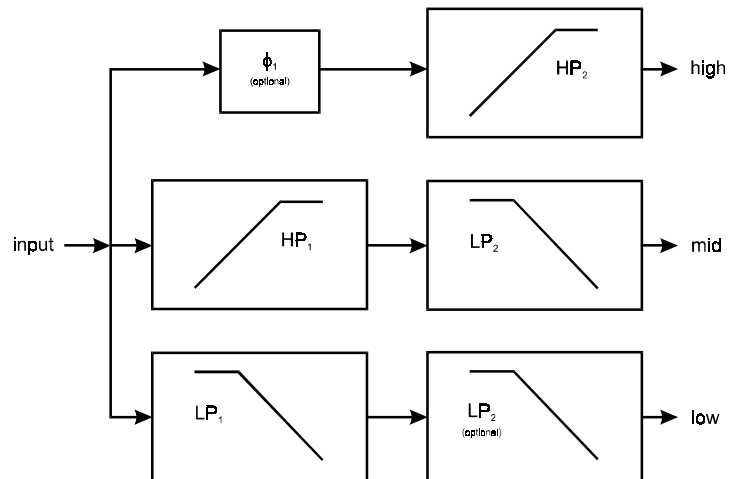 ϕ₁
(optional)
HP₂
high
input
HP₁
LP₂
mid
LP₁
LP₂
(optional)
low